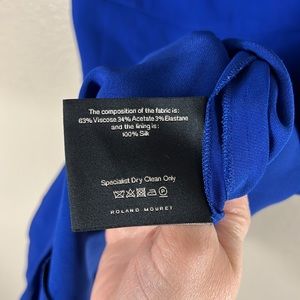 The composition of the fabric is:
63% Viscose 34% Acetate 3% Elastane
and the lining is:
100% Silk
Specialist Dry Clean Only
ROLAND MOURET